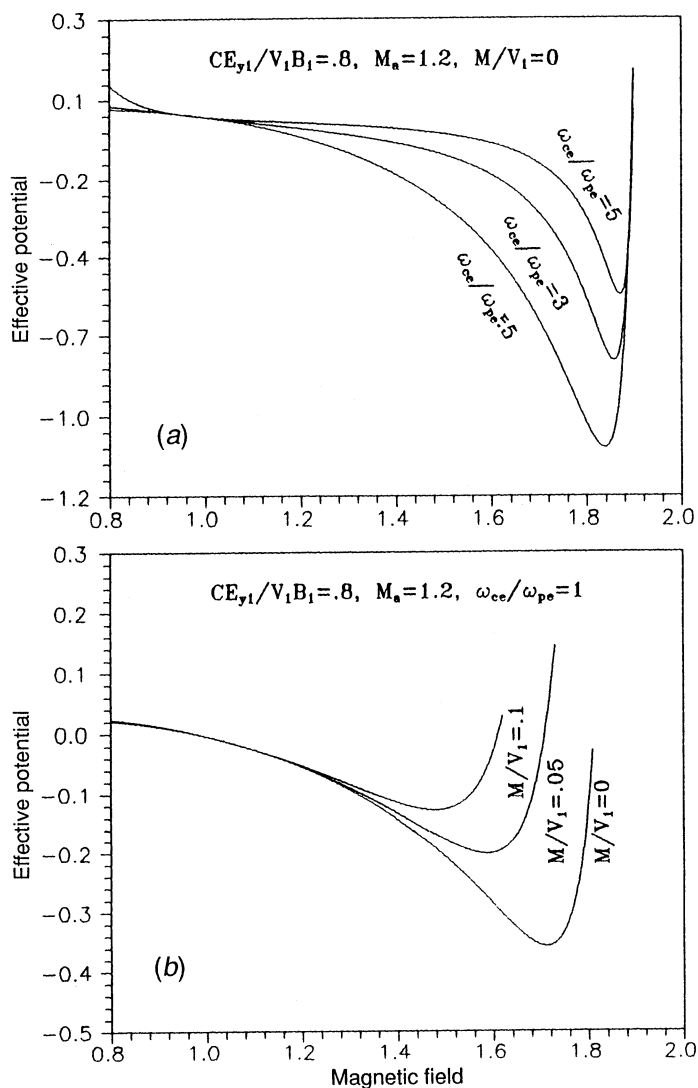 0.3
CE_y1/V_1B_1=.8, M_a=1.2, M/V_1=0
0.1
ω_ce/ω_pe=5
−0.2
ω_ce/ω_pe=3
−0.4
ω_ce/ω_pe=.5
−0.7
−1.0
−1.2
Effective potential
(a)
0.8 1.0 1.2 1.4 1.6 1.8 2.0
0.3
CE_y1/V_1B_1=.8, M_a=1.2, ω_ce/ω_pe=1
0.2
0.1
0.0
−0.1
−0.2
−0.3
−0.4
−0.5
Effective potential
M/V_1=.1
M/V_1=.05
M/V_1=0
(b)
0.8 1.0 1.2 1.4 1.6 1.8 2.0
Magnetic field